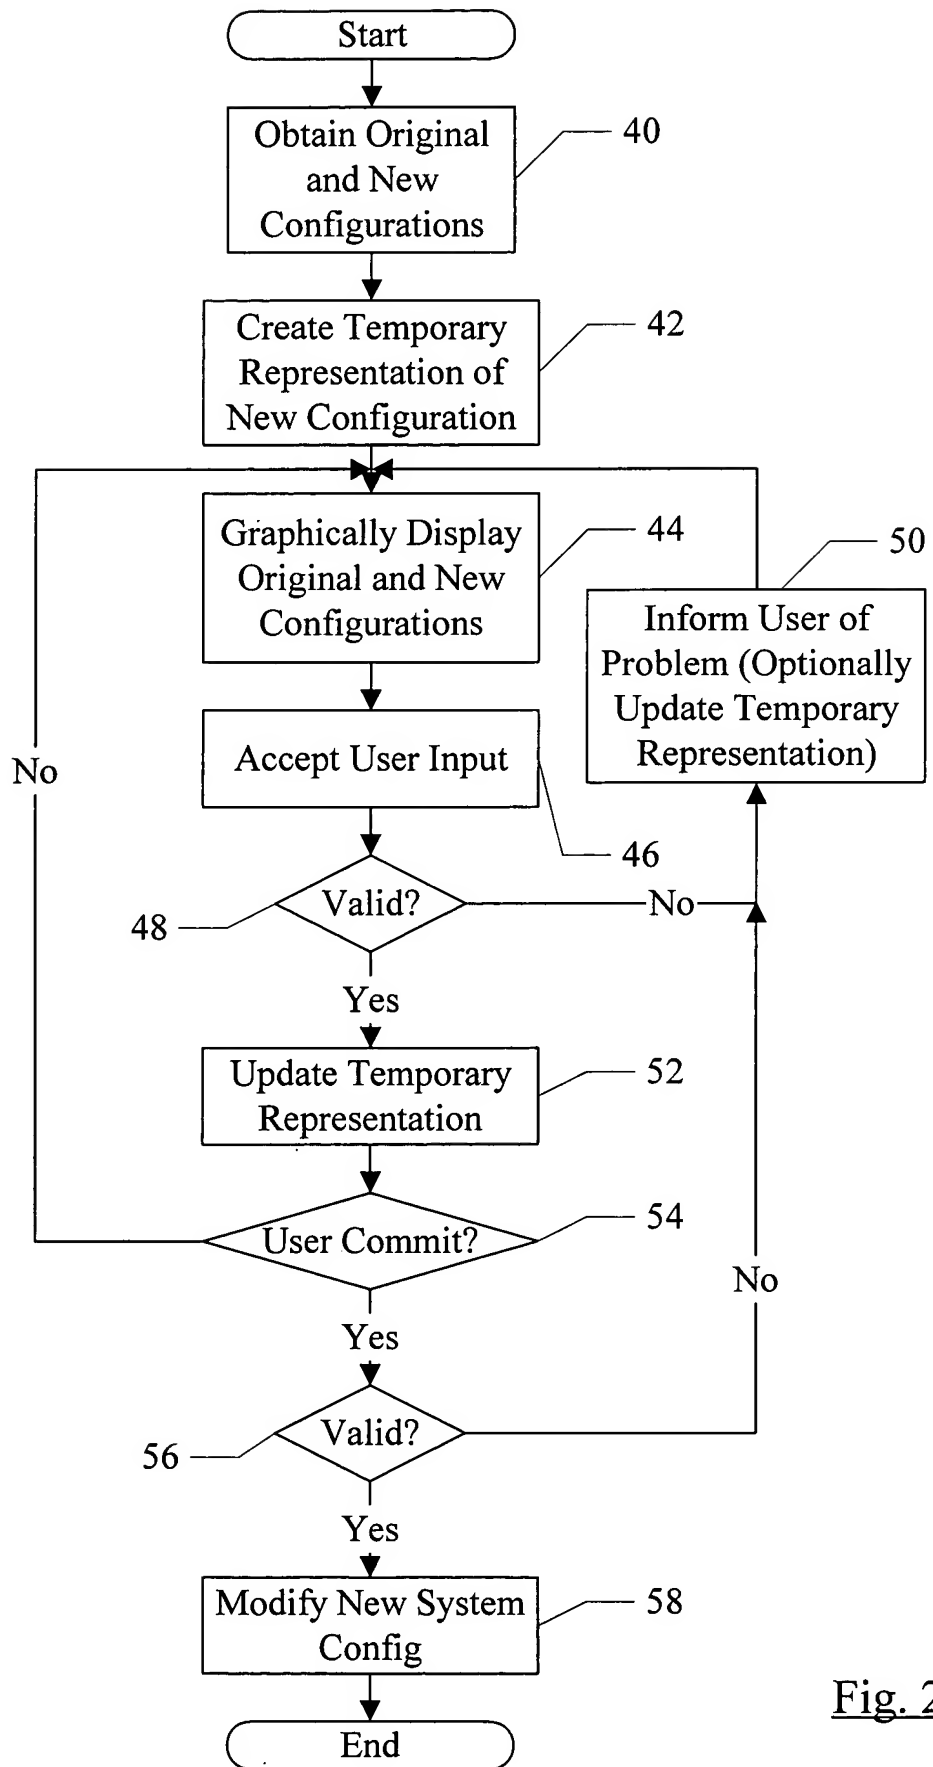 Start
Obtain Original
and New
Configurations
40
Create Temporary
Representation of
New Configuration
42
Graphically Display
Original and New
Configurations
44
50
Inform User of
Problem (Optionally
Update Temporary
Representation)
Accept User Input
46
No
Valid?
No
48
Yes
Update Temporary
Representation
52
User Commit?
54
No
Yes
Valid?
56
Yes
Modify New System
Config
58
End
Fig. 2